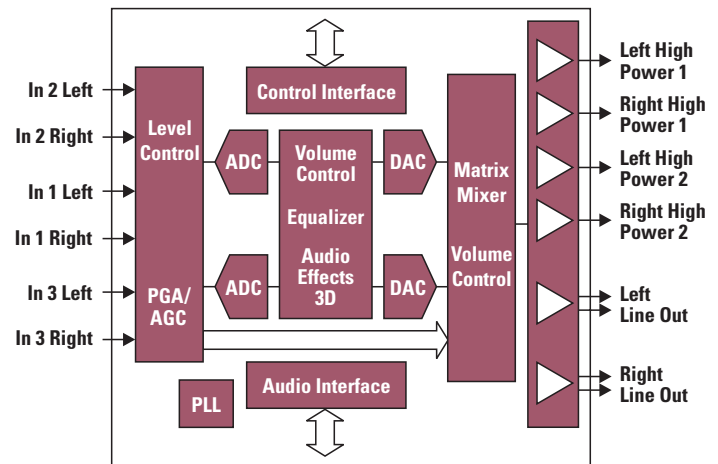 In 2 Left
In 2 Right
In 1 Left
In 1 Right
In 3 Left
In 3 Right
Level
Control
PGA/
AGC
Control Interface
ADC
Volume
Control
Equalizer
Audio
Effects
3D
DAC
ADC
DAC
Matrix
Mixer
Volume
Control
PLL
Audio Interface
Left High
Power 1
Right High
Power 1
Left High
Power 2
Right High
Power 2
Left
Line Out
Right
Line Out